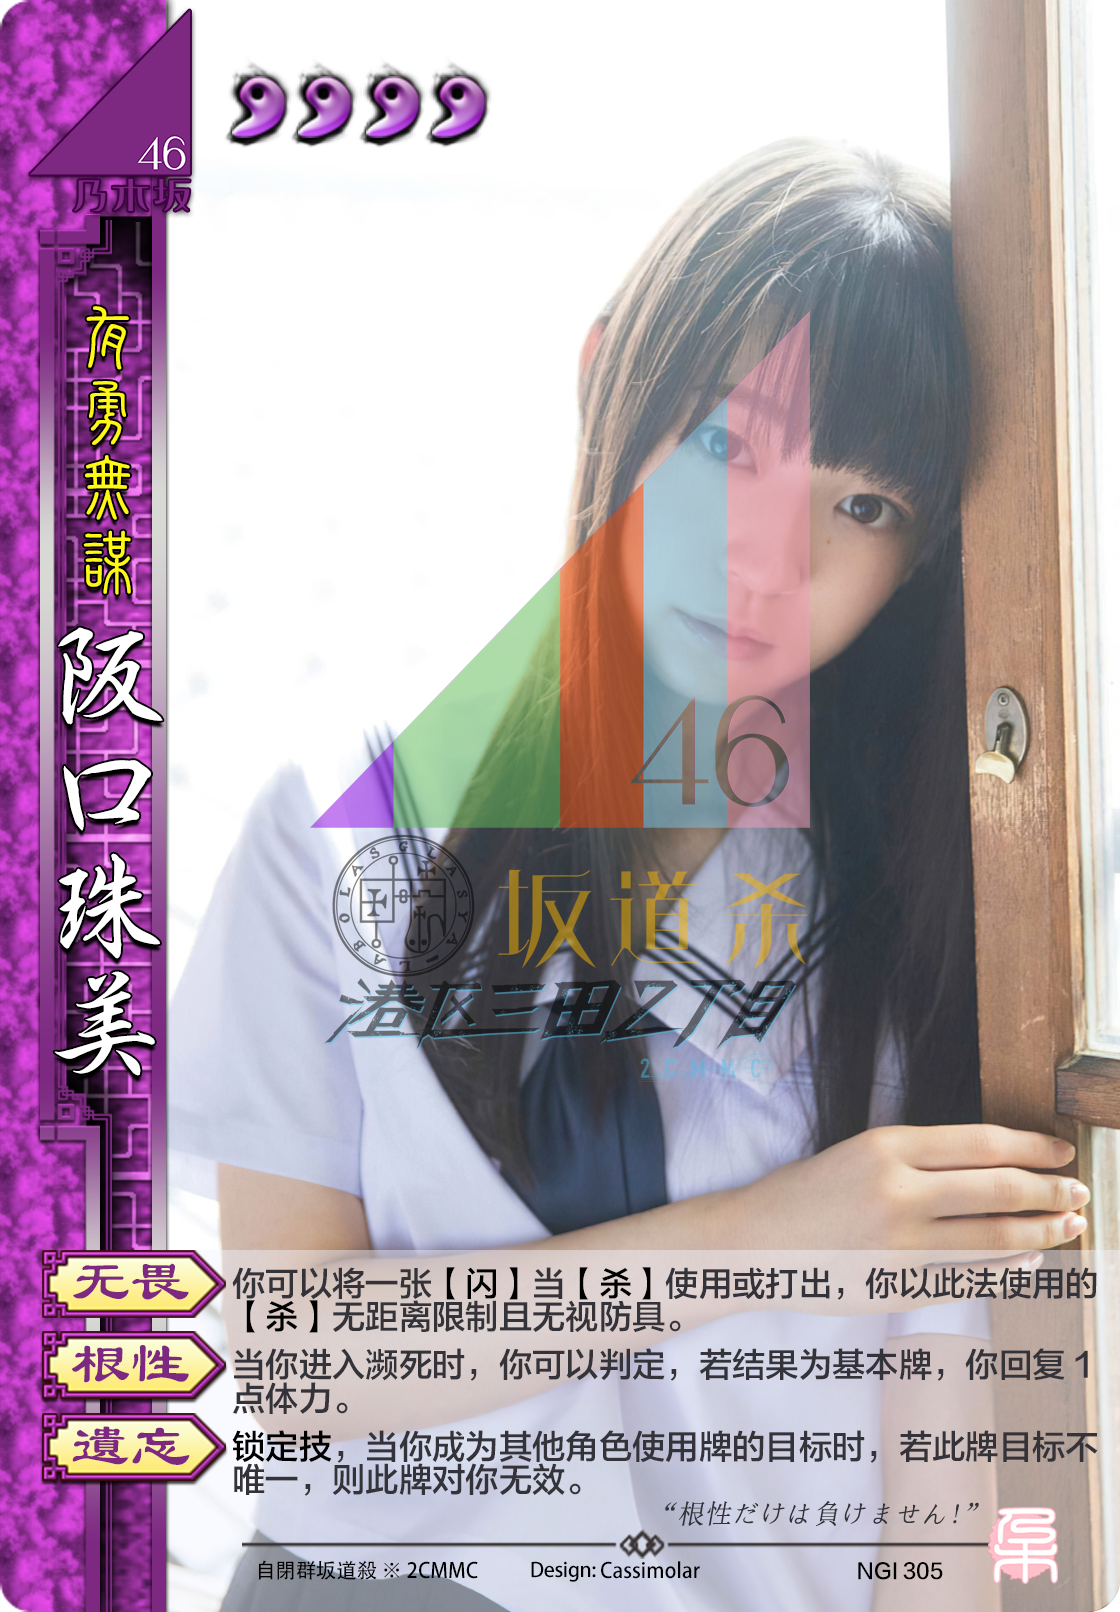 46
乃木坂
有勇無謀
阪口珠美
46
GLASYA-LABOLAS
坂道杀
港区三田2丁目
2CMMC
无畏
你可以将一张【闪】当【杀】使用或打出，你以此法使用的
【杀】无距离限制且无视防具。
根性
当你进入濒死时，你可以判定，若结果为基本牌，你回复1
点体力。
遺忘
锁定技，当你成为其他角色使用牌的目标时，若此牌目标不
唯一，则此牌对你无效。
“根性だけは負けません！”
自閉群坂道殺 ※ 2CMMC
Design: Cassimolar
NGI 305